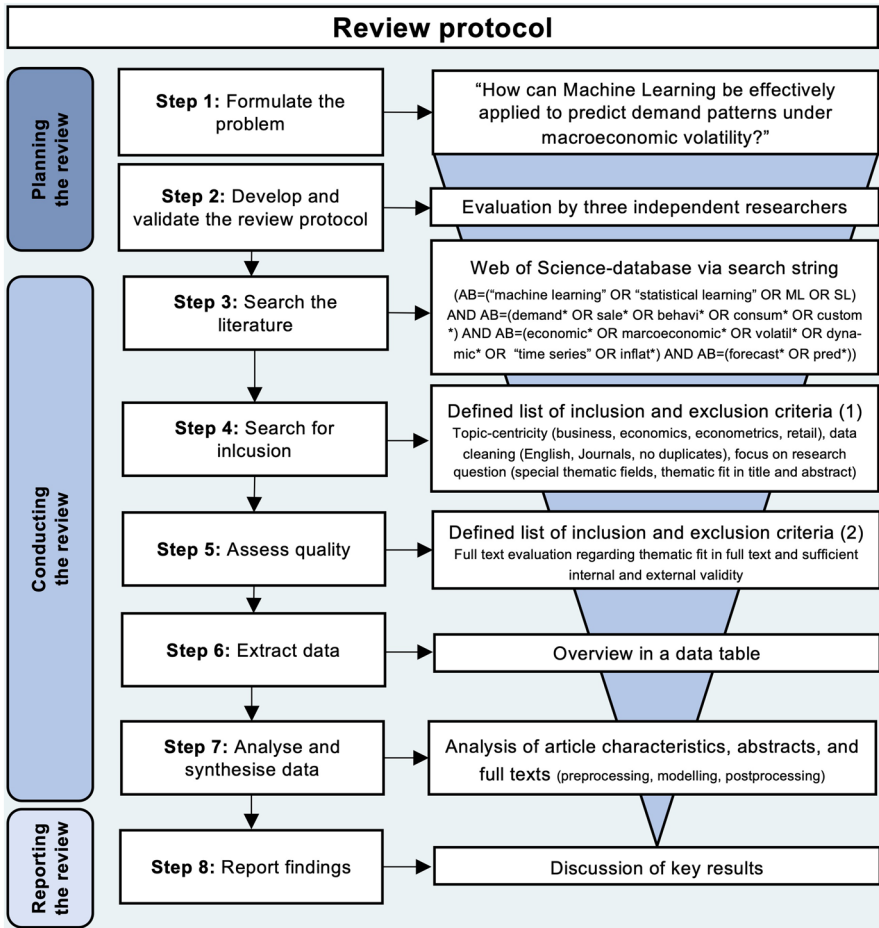 Review protocol
Planning
the review
Step 1: Formulate the
problem
“How can Machine Learning be effectively
applied to predict demand patterns under
macroeconomic volatility?”
Step 2: Develop and
validate the review protocol
Evaluation by three independent researchers
Conducting
the review
Step 3: Search the
literature
Web of Science-database via search string
(AB=(“machine learning” OR “statistical learning” OR ML OR SL)
AND AB=(demand* OR sale* OR behavi* OR consum* OR custom
*) AND AB=(economic* OR marcoeconomic* OR volatil* OR dyna-
mic* OR “time series” OR inflat*) AND AB=(forecast* OR pred*))
Step 4: Search for
inlcusion
Defined list of inclusion and exclusion criteria (1)
Topic-centricity (business, economics, econometrics, retail), data
cleaning (English, Journals, no duplicates), focus on research
question (special thematic fields, thematic fit in title and abstract)
Step 5: Assess quality
Defined list of inclusion and exclusion criteria (2)
Full text evaluation regarding thematic fit in full text and sufficient
internal and external validity
Step 6: Extract data
Overview in a data table
Step 7: Analyse and
synthesise data
Analysis of article characteristics, abstracts, and
full texts (preprocessing, modelling, postprocessing)
Reporting
the review
Step 8: Report findings
Discussion of key results